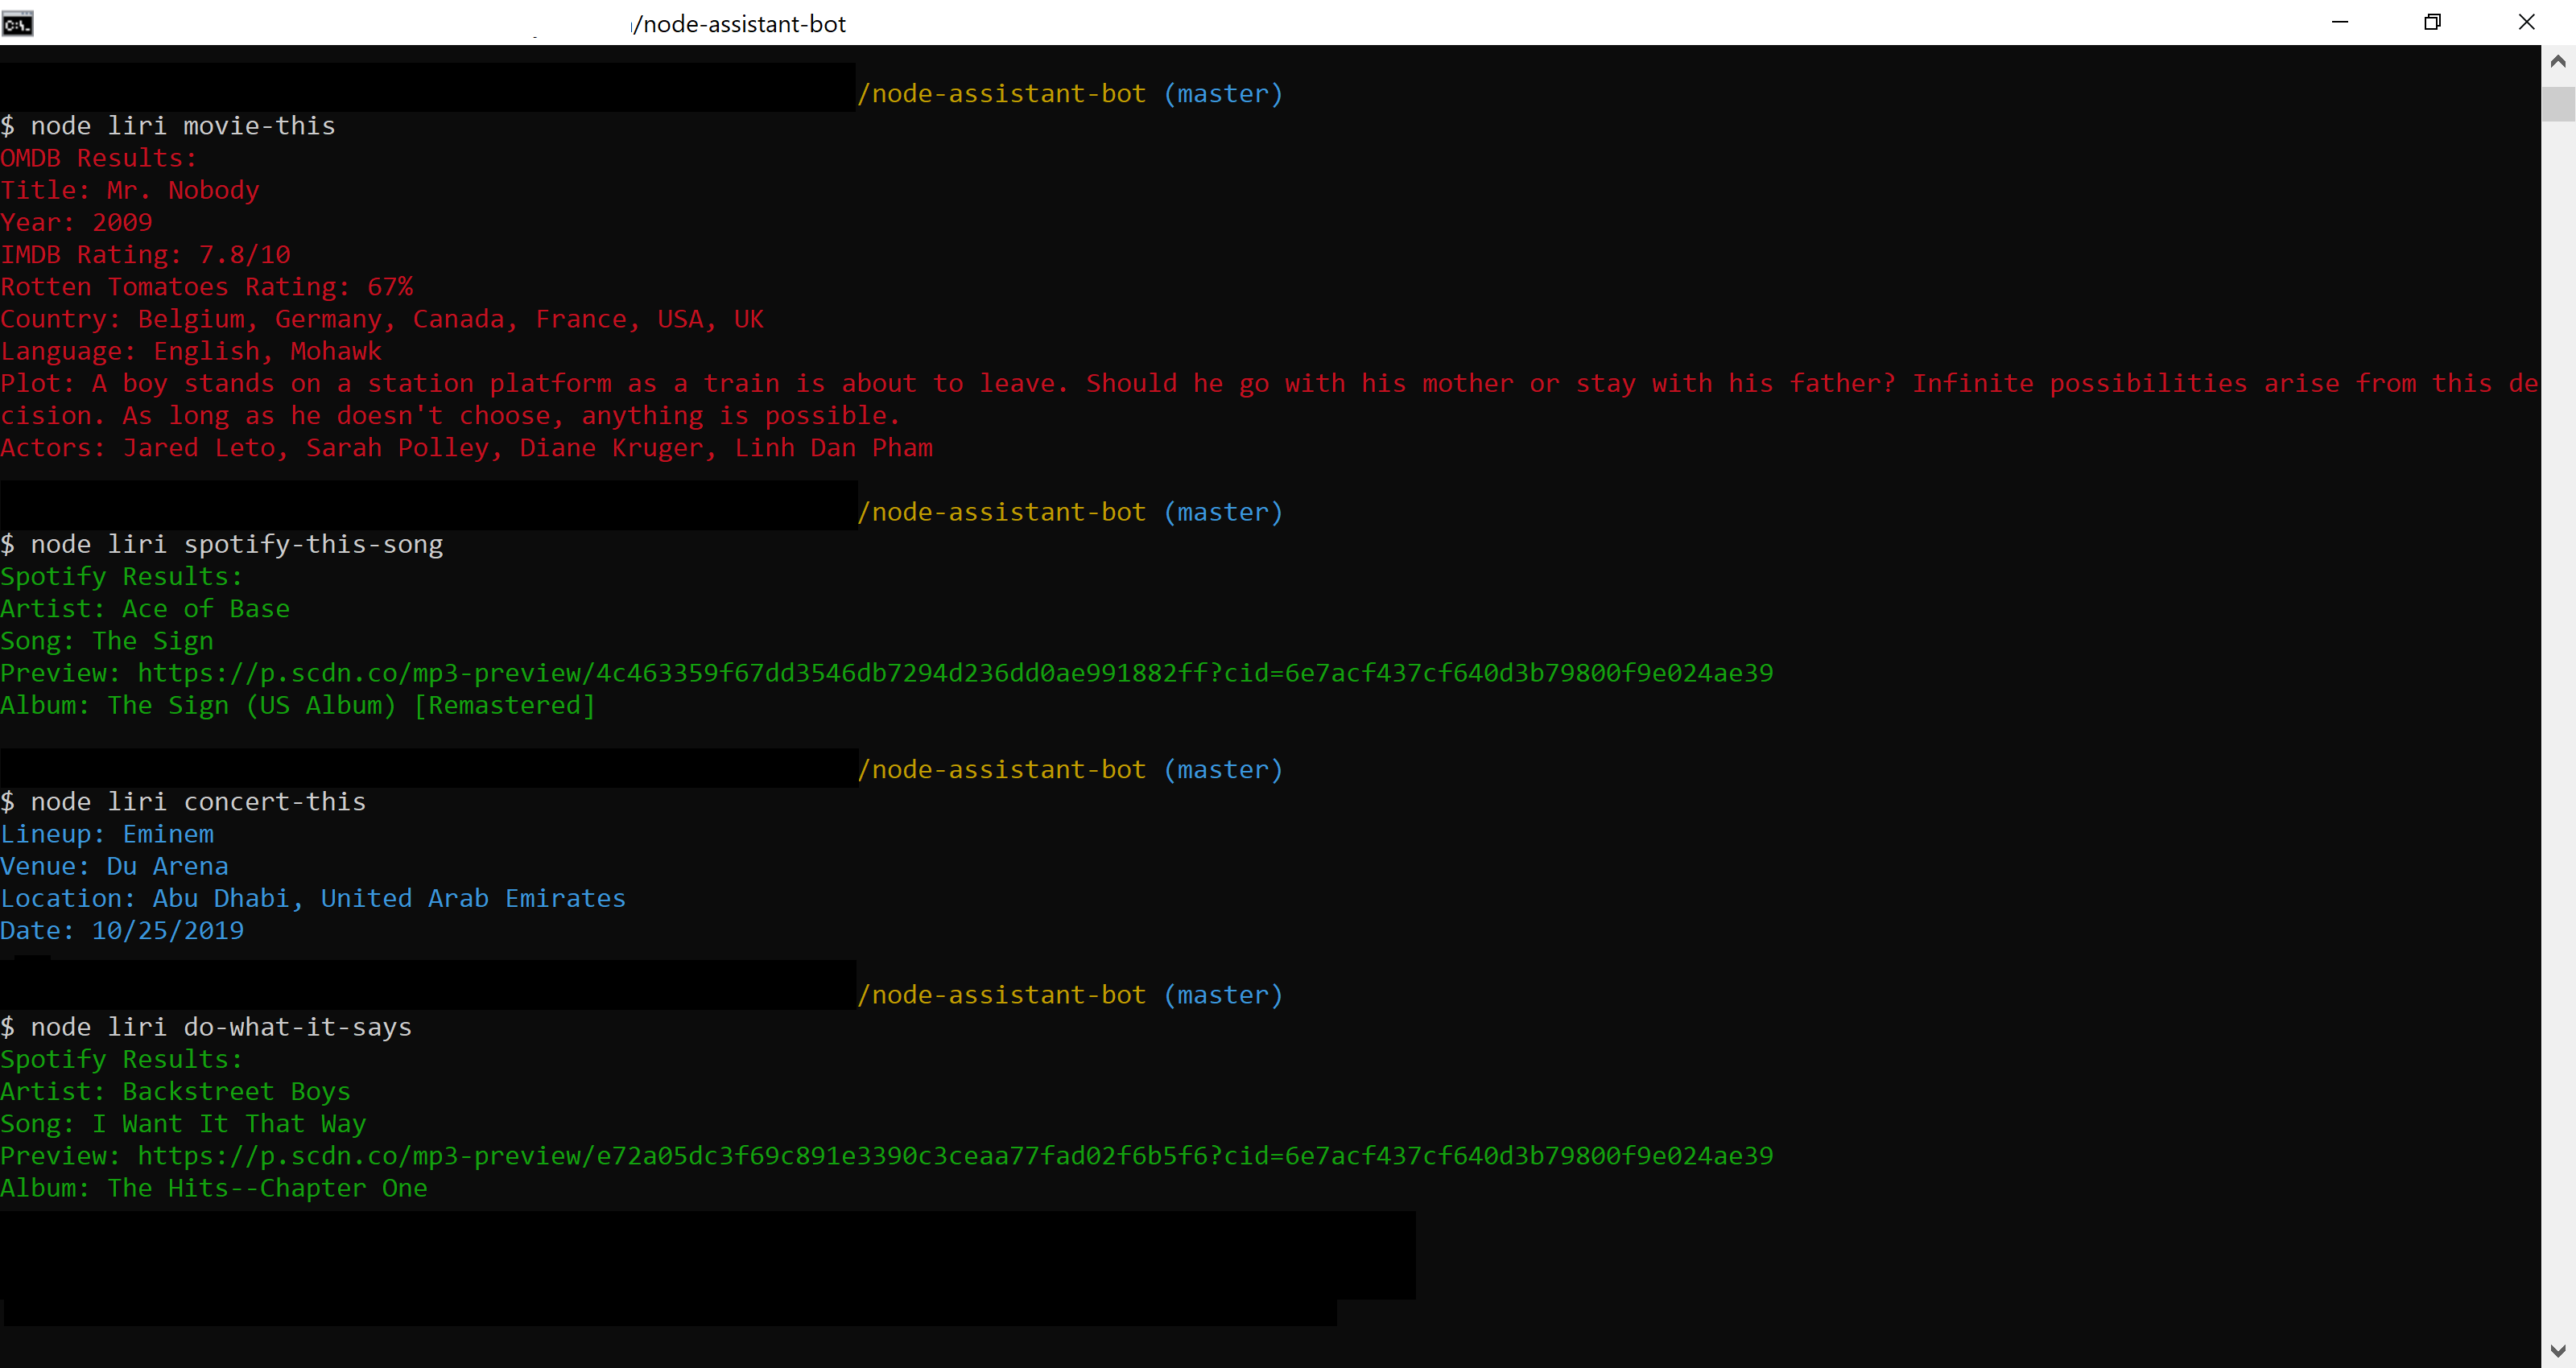 /node-assistant-bot
/node-assistant-bot (master)
$ node liri movie-this
OMDB Results:
Title: Mr. Nobody
Year: 2009
IMDB Rating: 7.8/10
Rotten Tomatoes Rating: 67%
Country: Belgium, Germany, Canada, France, USA, UK
Language: English, Mohawk
Plot: A boy stands on a station platform as a train is about to leave. Should he go with his mother or stay with his father? Infinite possibilities arise from this de
cision. As long as he doesn't choose, anything is possible.
Actors: Jared Leto, Sarah Polley, Diane Kruger, Linh Dan Pham
/node-assistant-bot (master)
$ node liri spotify-this-song
Spotify Results:
Artist: Ace of Base
Song: The Sign
Preview: https://p.scdn.co/mp3-preview/4c463359f67dd3546db7294d236dd0ae991882ff?cid=6e7acf437cf640d3b79800f9e024ae39
Album: The Sign (US Album) [Remastered]
/node-assistant-bot (master)
$ node liri concert-this
Lineup: Eminem
Venue: Du Arena
Location: Abu Dhabi, United Arab Emirates
Date: 10/25/2019
/node-assistant-bot (master)
$ node liri do-what-it-says
Spotify Results:
Artist: Backstreet Boys
Song: I Want It That Way
Preview: https://p.scdn.co/mp3-preview/e72a05dc3f69c891e3390c3ceaa77fad02f6b5f6?cid=6e7acf437cf640d3b79800f9e024ae39
Album: The Hits--Chapter One